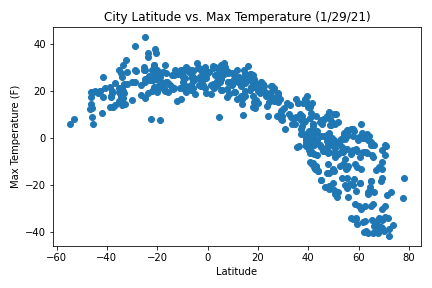 City Latitude vs. Max Temperature (1/29/21)
Max Temperature (F)
40
20
0
−20
−40
−60 −40 −20 0 20 40 60 80
Latitude